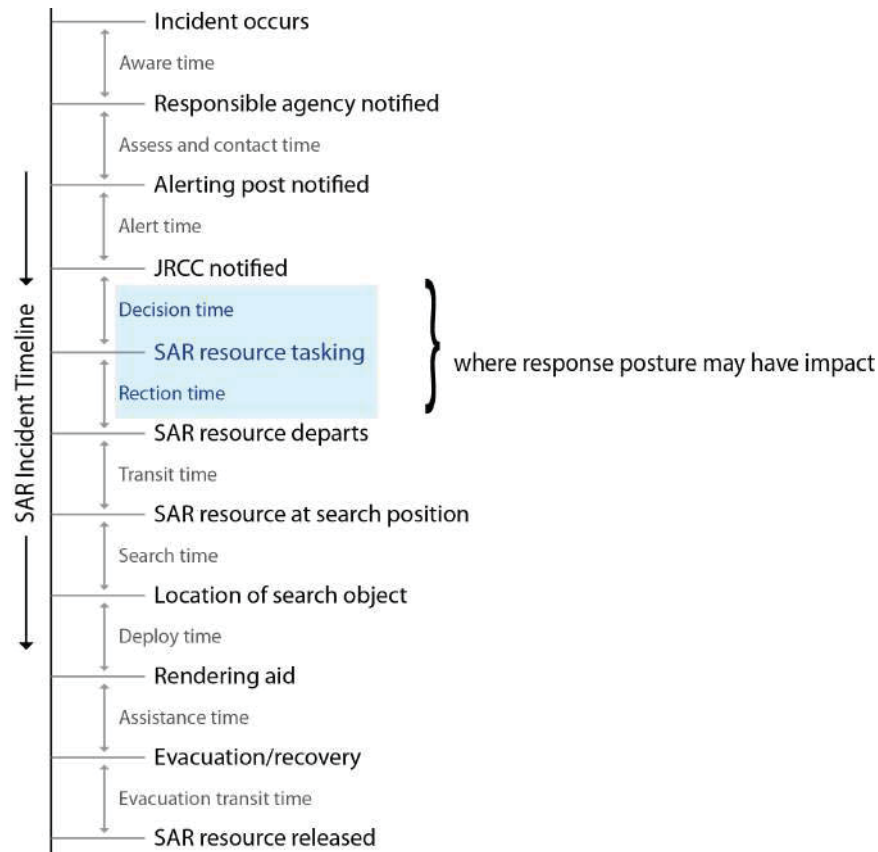 Incident occurs
Aware time
Responsible agency notified
Assess and contact time
Alerting post notified
Alert time
JRCC notified
Decision time
SAR resource tasking
Rection time
SAR resource departs
Transit time
SAR resource at search position
Search time
Location of search object
Deploy time
Rendering aid
Assistance time
Evacuation/recovery
Evacuation transit time
SAR resource released
SAR Incident Timeline
where response posture may have impact